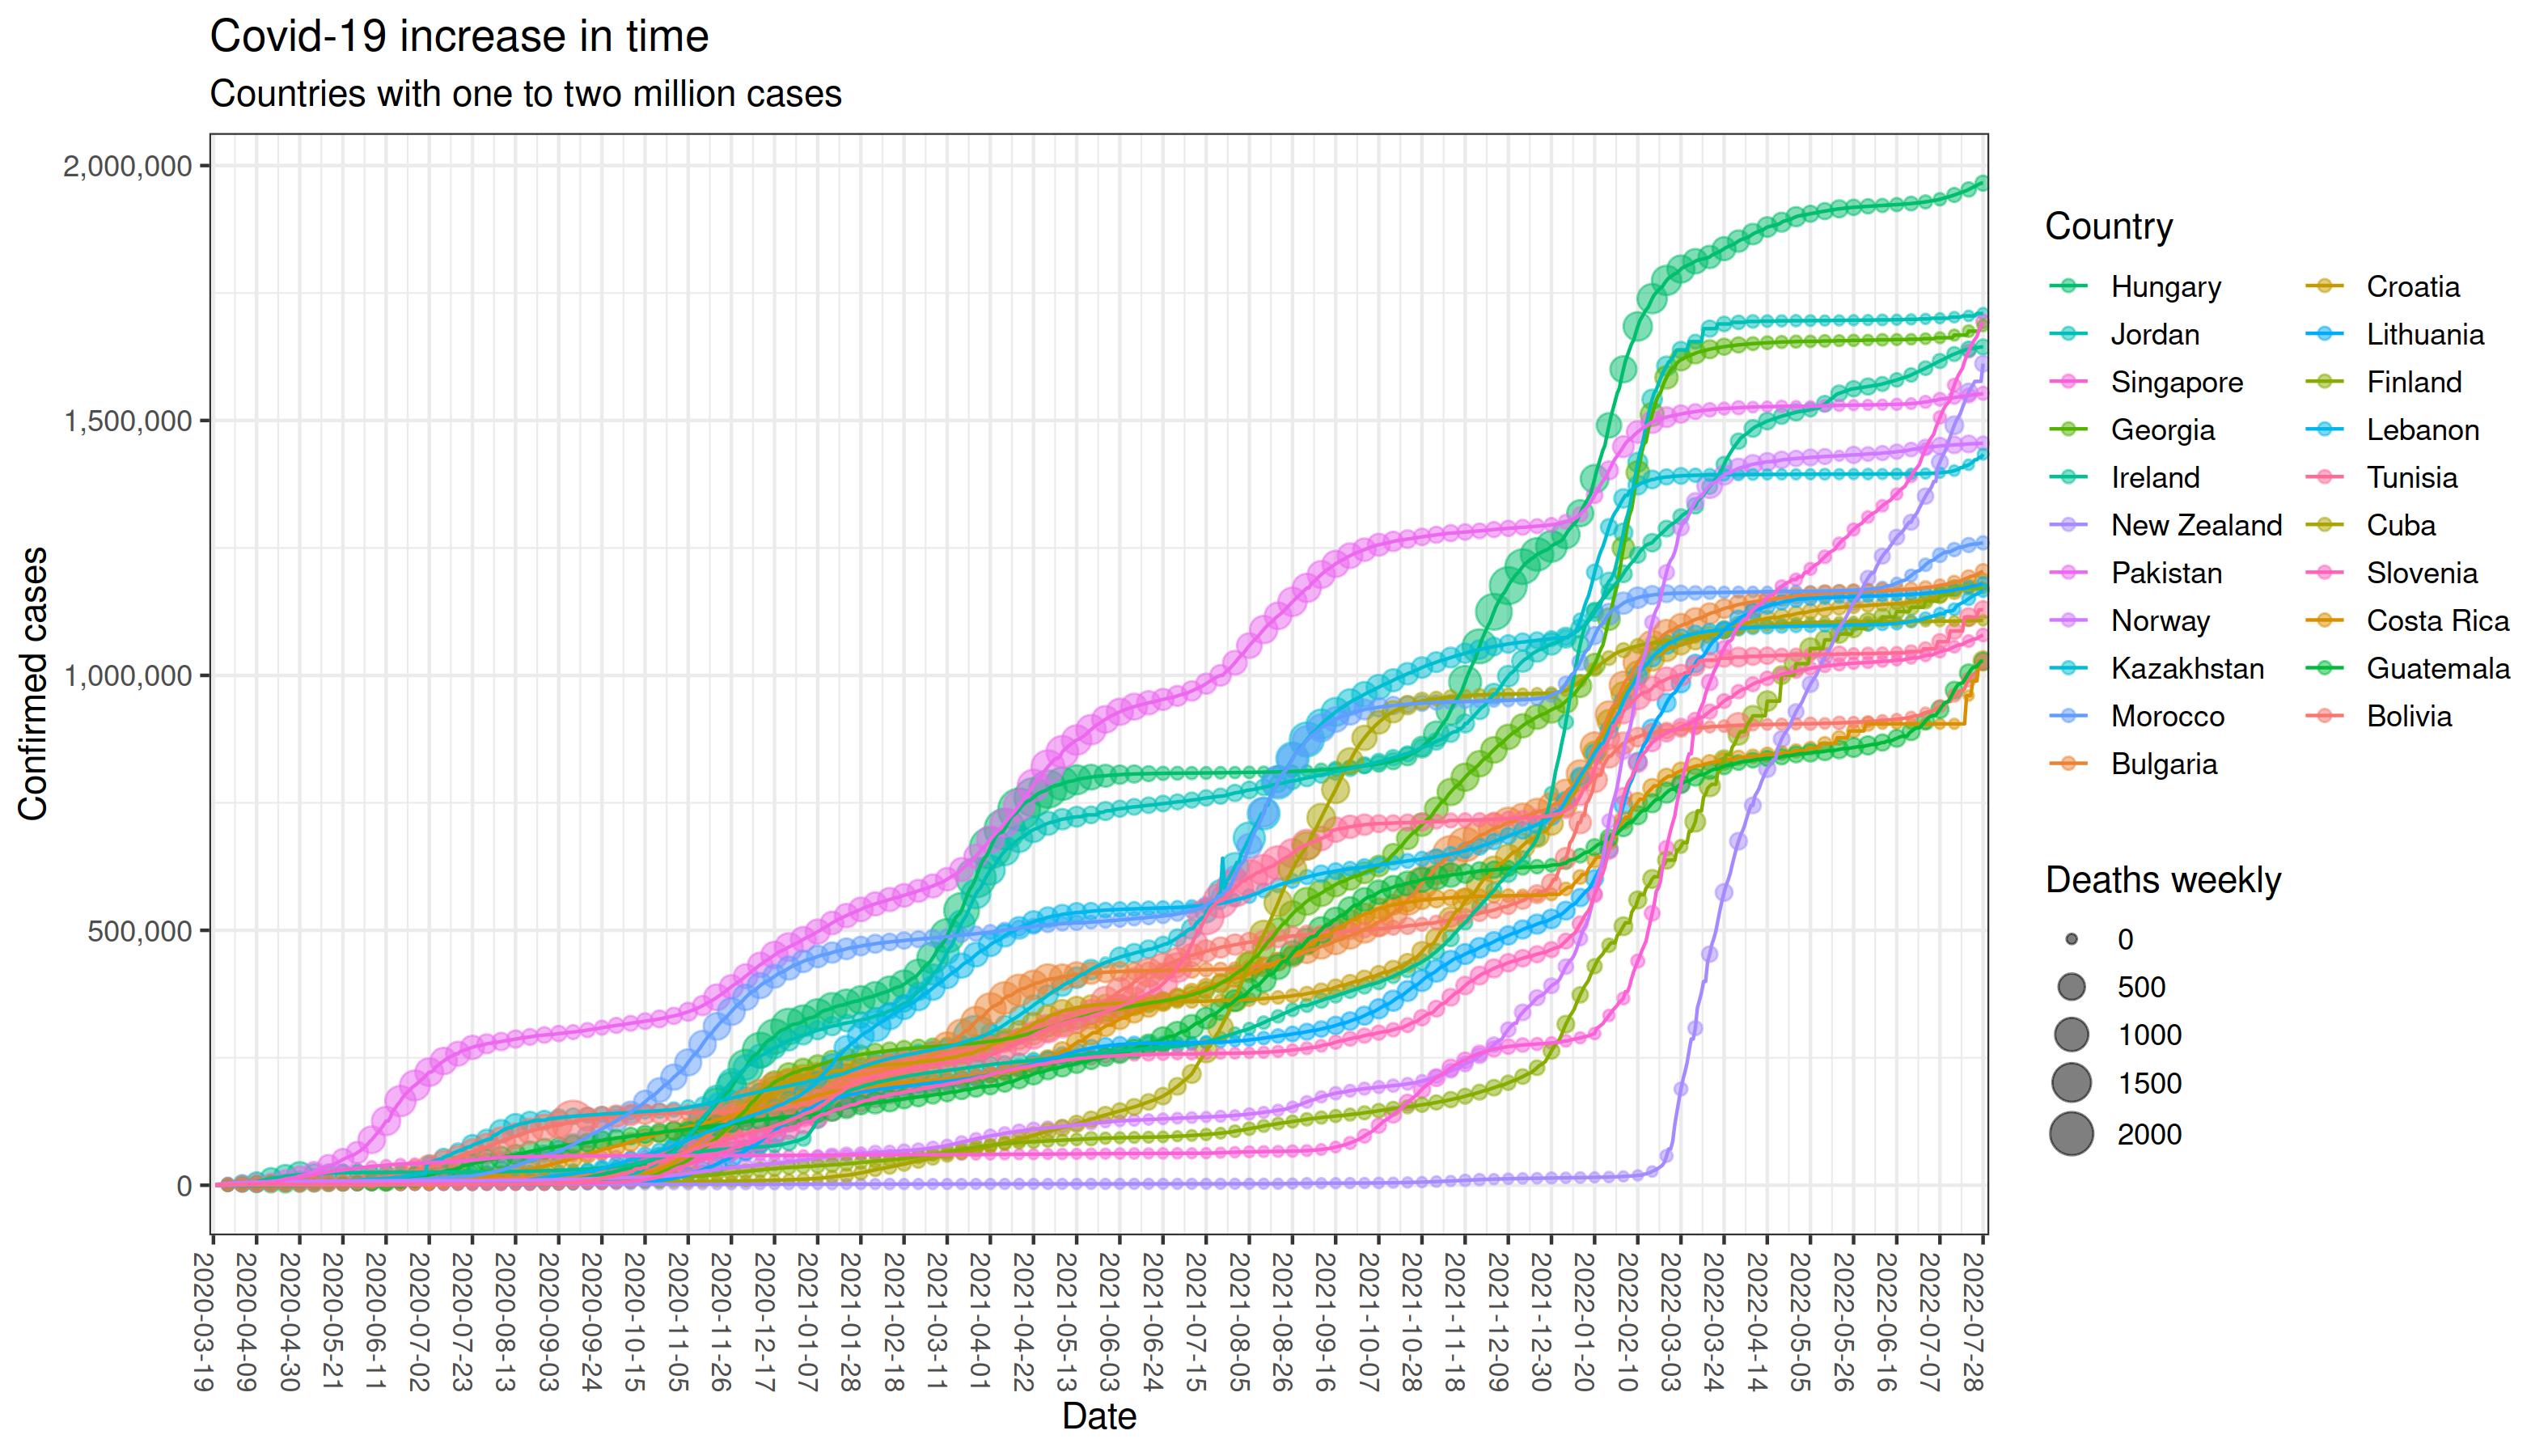 Covid-19 increase in time
Countries with one to two million cases
Confirmed cases
2,000,000
1,500,000
1,000,000
500,000
0
2020-03-19
2020-04-09
2020-04-30
2020-05-21
2020-06-11
2020-07-02
2020-07-23
2020-08-13
2020-09-03
2020-09-24
2020-10-15
2020-11-05
2020-11-26
2020-12-17
2021-01-07
2021-01-28
2021-02-18
2021-03-11
2021-04-01
2021-04-22
2021-05-13
2021-06-03
2021-06-24
2021-07-15
2021-08-05
2021-08-26
2021-09-16
2021-10-07
2021-10-28
2021-11-18
2021-12-09
2021-12-30
2022-01-20
2022-02-10
2022-03-03
2022-03-24
2022-04-14
2022-05-05
2022-05-26
2022-06-16
2022-07-07
2022-07-28
Date
Country
Hungary
Jordan
Singapore
Georgia
Ireland
New Zealand
Pakistan
Norway
Kazakhstan
Morocco
Bulgaria
Croatia
Lithuania
Finland
Lebanon
Tunisia
Cuba
Slovenia
Costa Rica
Guatemala
Bolivia
Deaths weekly
0
500
1000
1500
2000